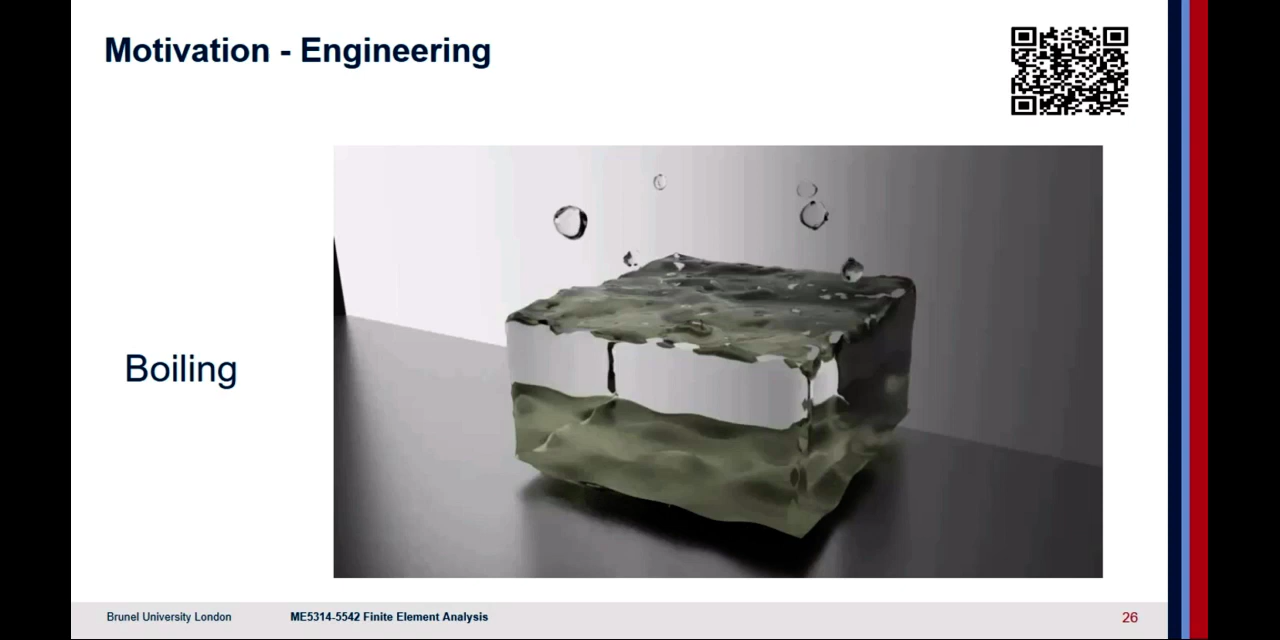 Motivation - Engineering
Boiling
Brunel University London
ME5314-5542 Finite Element Analysis
26